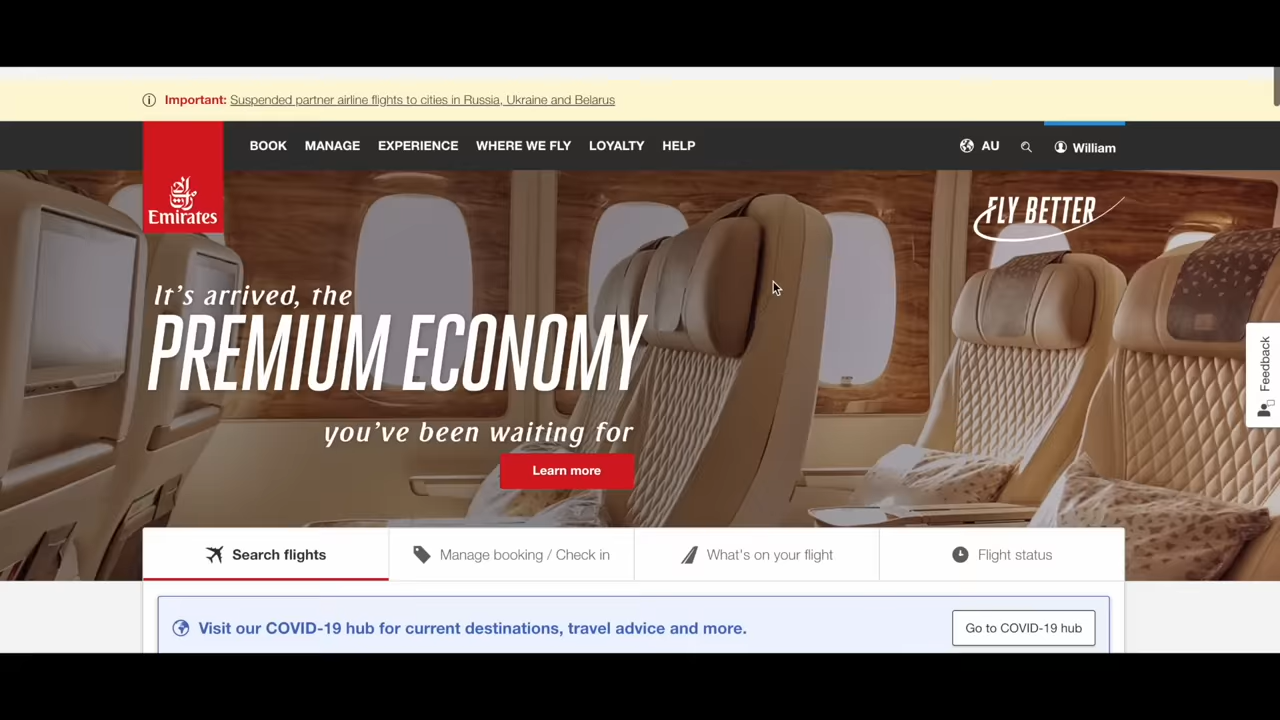 Important: Suspended partner airline flights to cities in Russia, Ukraine and Belarus
BOOK MANAGE EXPERIENCE WHERE WE FLY LOYALTY HELP
AU William
Emirates
FLY BETTER
It's arrived, the
PREMIUM ECONOMY
you've been waiting for
Learn more
Feedback
Search flights
Manage booking / Check in
What's on your flight
Flight status
Visit our COVID-19 hub for current destinations, travel advice and more.
Go to COVID-19 hub